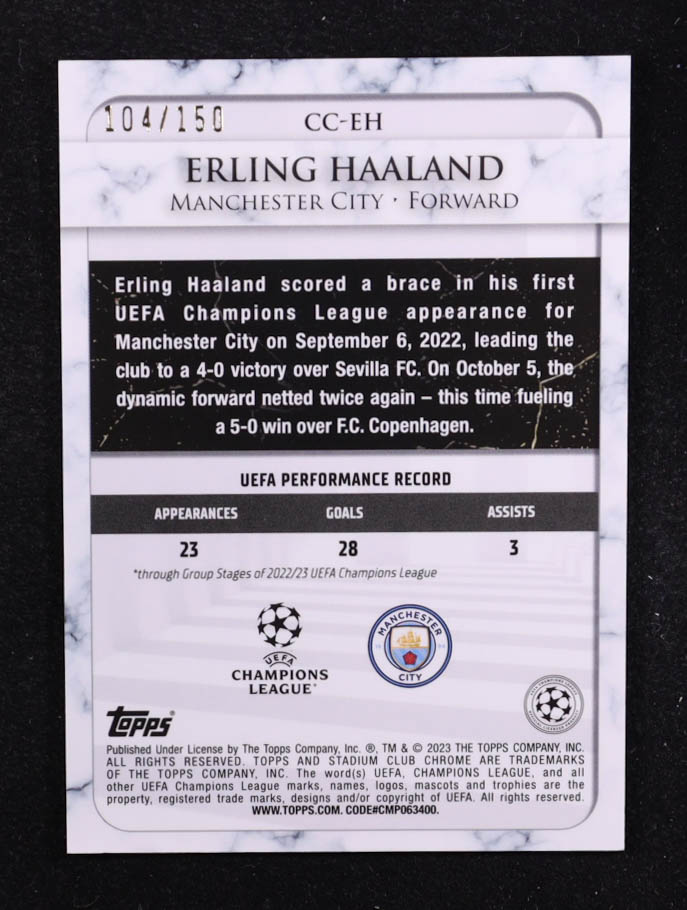 104/150
CC-EH
ERLING HAALAND
MANCHESTER CITY · FORWARD
Erling Haaland scored a brace in his first
UEFA Champions League appearance for
Manchester City on September 6, 2022, leading the
club to a 4-0 victory over Sevilla FC. On October 5, the
dynamic forward netted twice again – this time fueling
a 5-0 win over F.C. Copenhagen.
UEFA PERFORMANCE RECORD
APPEARANCES GOALS ASSISTS
23 28 3
*through Group Stages of 2022/23 UEFA Champions League
UEFA
CHAMPIONS
LEAGUE®
MANCHESTER
18 94
CITY
topps®
Published Under License by The Topps Company, Inc. ®, TM & © 2023 THE TOPPS COMPANY, INC.
ALL RIGHTS RESERVED. TOPPS AND STADIUM CLUB CHROME ARE TRADEMARKS
OF THE TOPPS COMPANY, INC. The word(s) UEFA, CHAMPIONS LEAGUE, and all
other UEFA Champions League marks, names, logos, mascots and trophies are the
property, registered trade marks, designs and/or copyright of UEFA. All rights reserved.
WWW.TOPPS.COM. CODE#CMP063400.